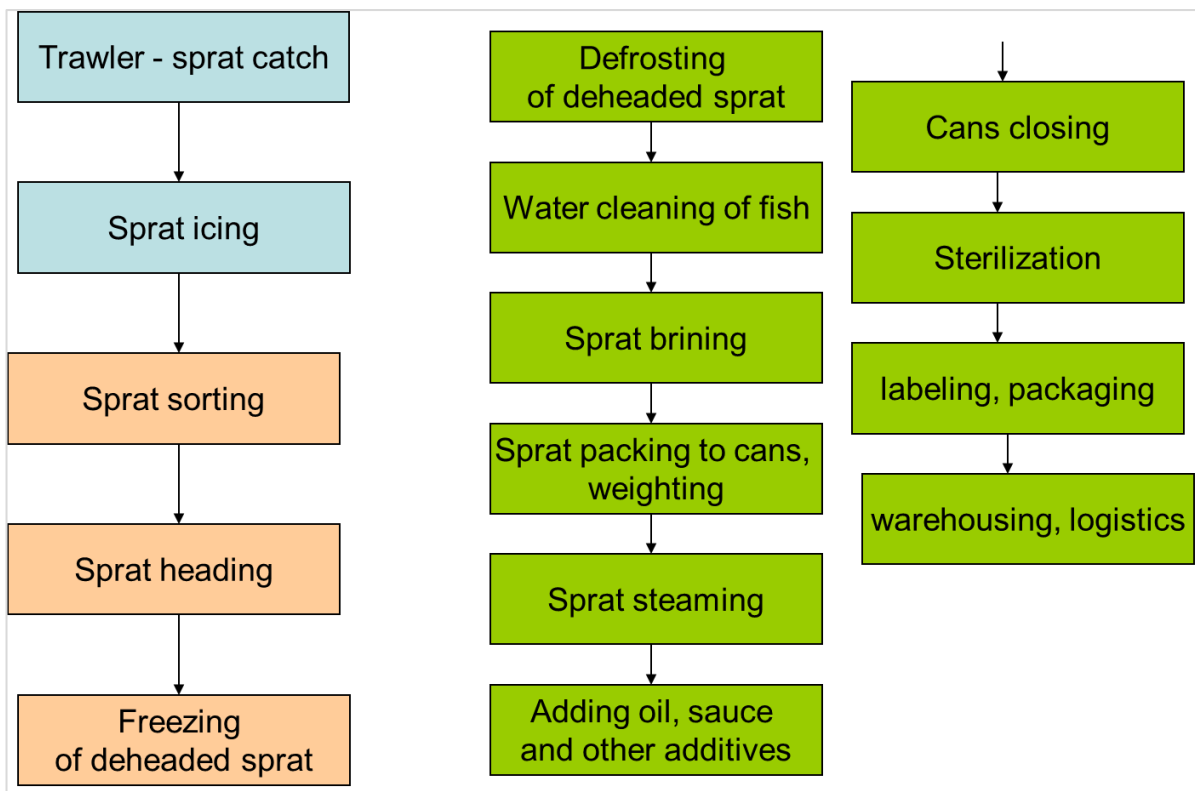 Trawler - sprat catch
Sprat icing
Sprat sorting
Sprat heading
Freezing
of deheaded sprat
Defrosting
of deheaded sprat
Water cleaning of fish
Sprat brining
Sprat packing to cans,
weighting
Sprat steaming
Adding oil, sauce
and other additives
Cans closing
Sterilization
labeling, packaging
warehousing, logistics